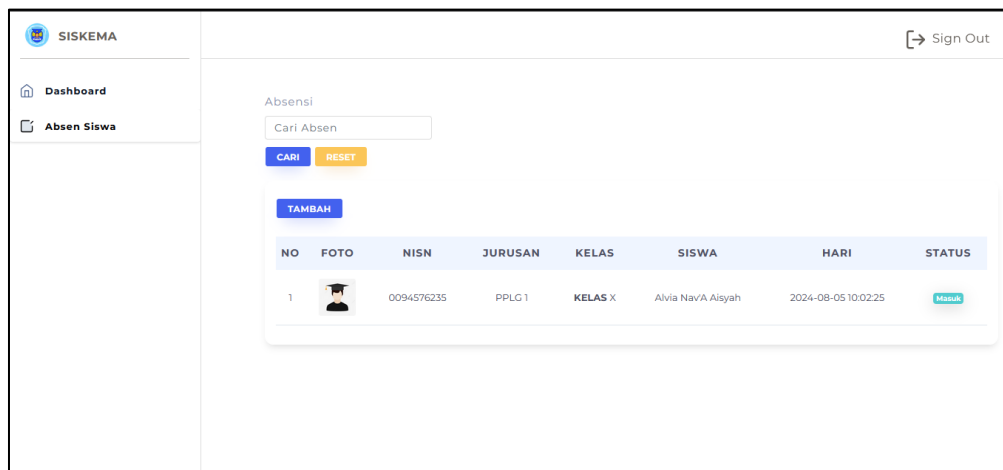 SISKEMA
Sign Out
Dashboard
Absen Siswa
Absensi
Cari Absen
CARI RESET
TAMBAH
NO FOTO NISN JURUSAN KELAS SISWA HARI STATUS
1 0094576235 PPLG 1 KELAS X Alvia Nav'A Aisyah 2024-08-05 10:02:25 Masuk